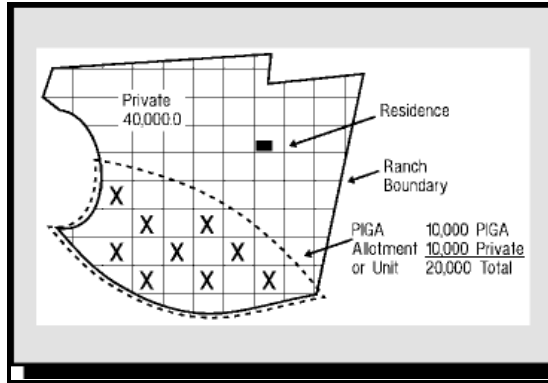 Private
40,000:0
Residence
Ranch
Boundary
PIGA 10,000 PIGA
Allotment 10,000 Private
or Unit 20,000 Total
X
X X
X X X
X X X